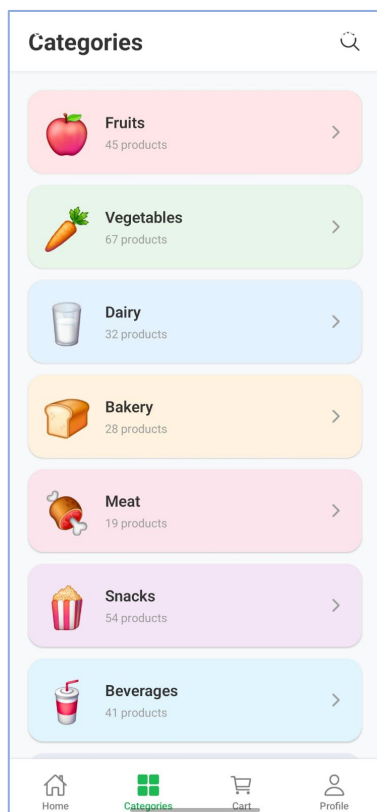 Categories
Fruits
45 products
Vegetables
67 products
Dairy
32 products
Bakery
28 products
Meat
19 products
Snacks
54 products
Beverages
41 products
Home
Categories
Cart
Profile